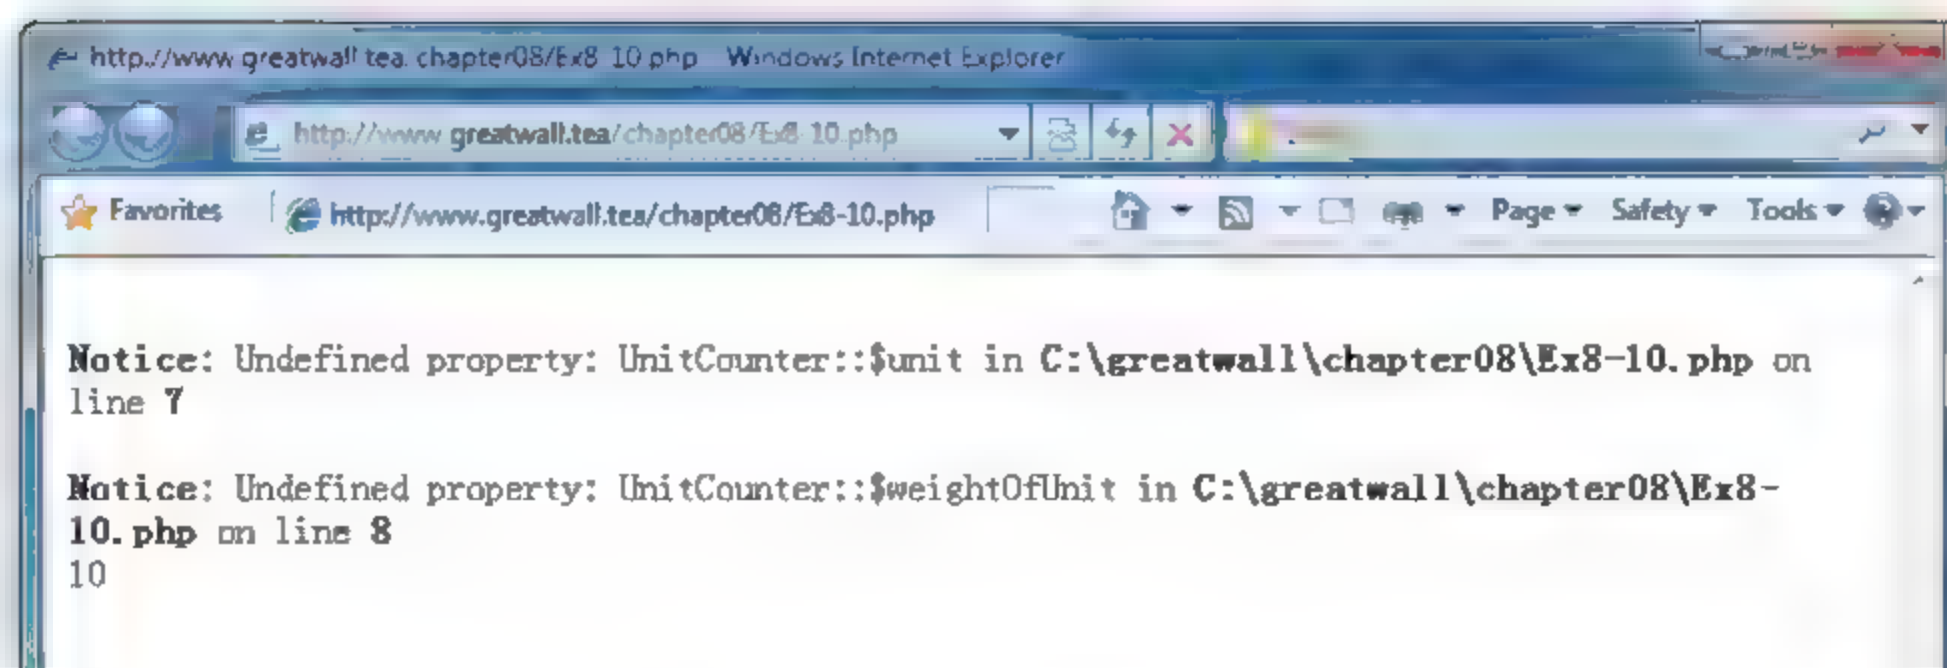 http://www.greatwall tea. chapter08/Ex8 10 php Windows Internet Explorer
http://www greatwall.tea/chapter08/Ex8 10.php
Favorites
http://www.greatwall.tea/chapter08/Ex8-10.php
Page
Safety
Tools
Notice: Undefined property: UnitCounter::$unit in C:\greatwall\chapter08\Ex8-10.php on
line 7
Notice: Undefined property: UnitCounter::$weightOfUnit in C:\greatwall\chapter08\Ex8-
10.php on line 8
10